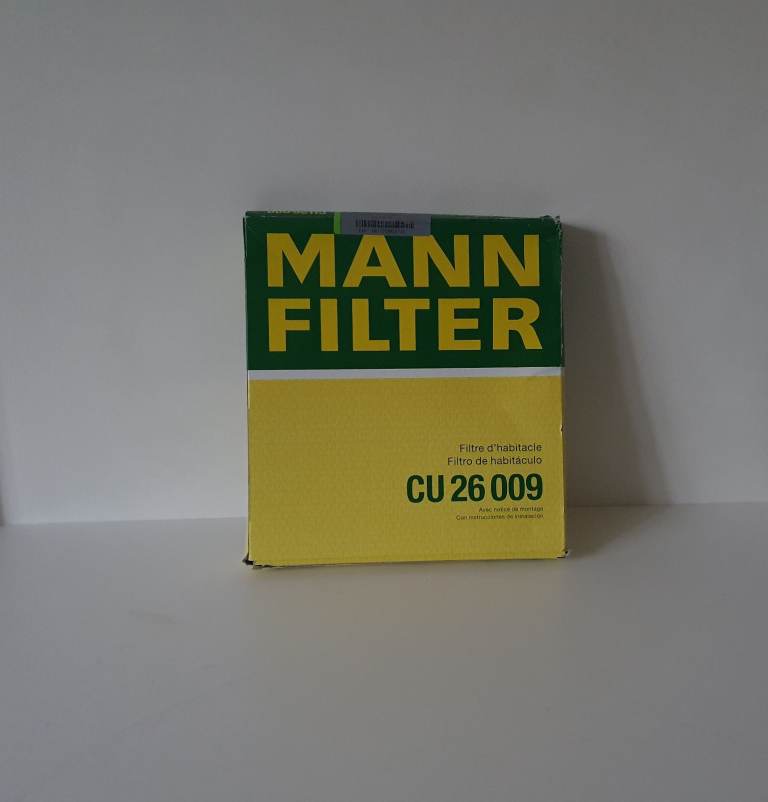 MANN
FILTER
Filtre d'habitacle
Filtro de habitáculo
CU 26 009
Avec notice de montage
Con instrucciones de instalación